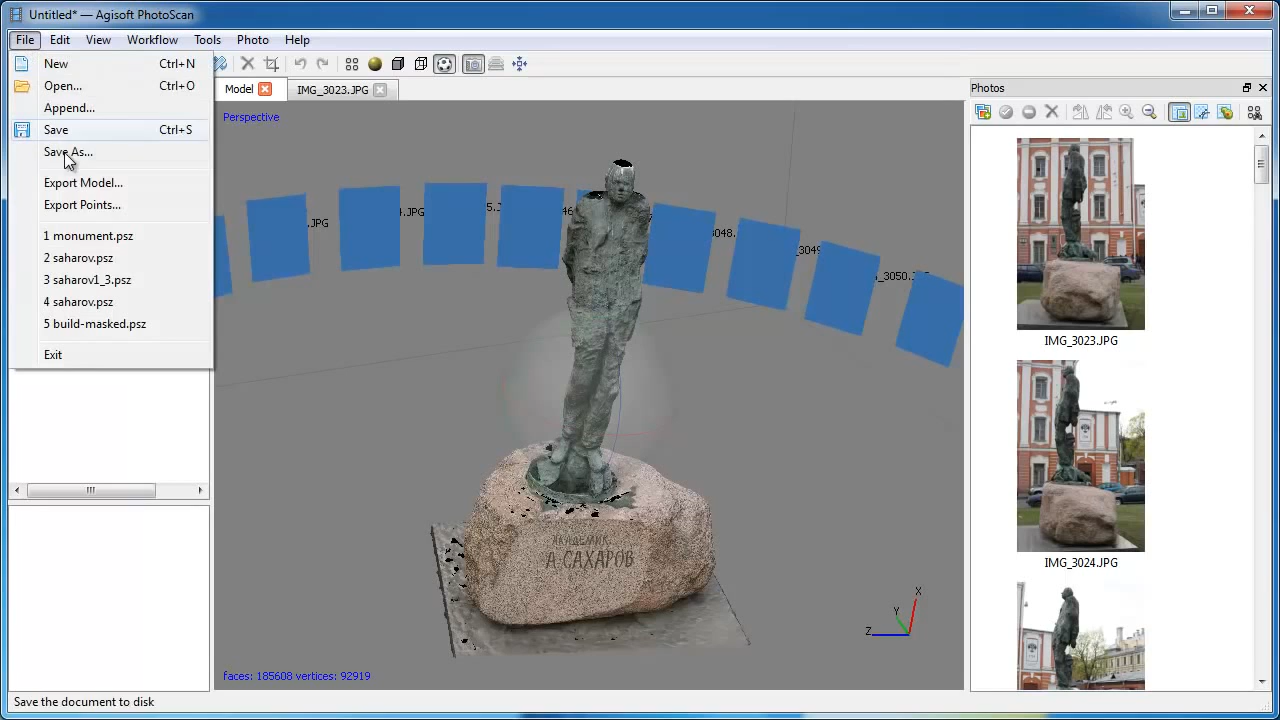 Untitled* — Agisoft PhotoScan
File Edit View Workflow Tools Photo Help
New Ctrl+N
Open... Ctrl+O
Append...
Save Ctrl+S
Save As...
Export Model...
Export Points...
1 monument.psz
2 saharov.psz
3 saharov1_3.psz
4 saharov.psz
5 build-masked.psz
Exit
Model IMG_3023.JPG
Perspective
АКАДЕМИК
А.САХАРОВ
X
Y
Z
faces: 185608 vertices: 92919
Photos
IMG_3023.JPG
IMG_3024.JPG
Save the document to disk